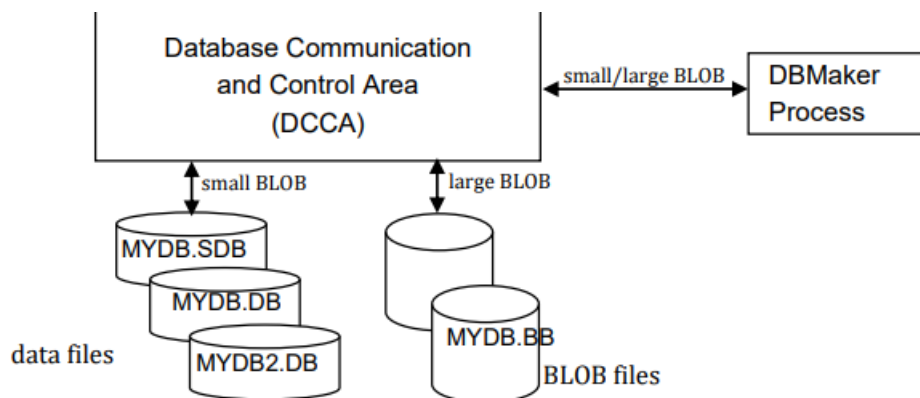 Database Communication
and Control Area
(DCCA)
small/large BLOB
DBMaker
Process
small BLOB
large BLOB
MYDB.SDB
MYDB.DB
MYDB2.DB
MYDB.BB
data files
BLOB files